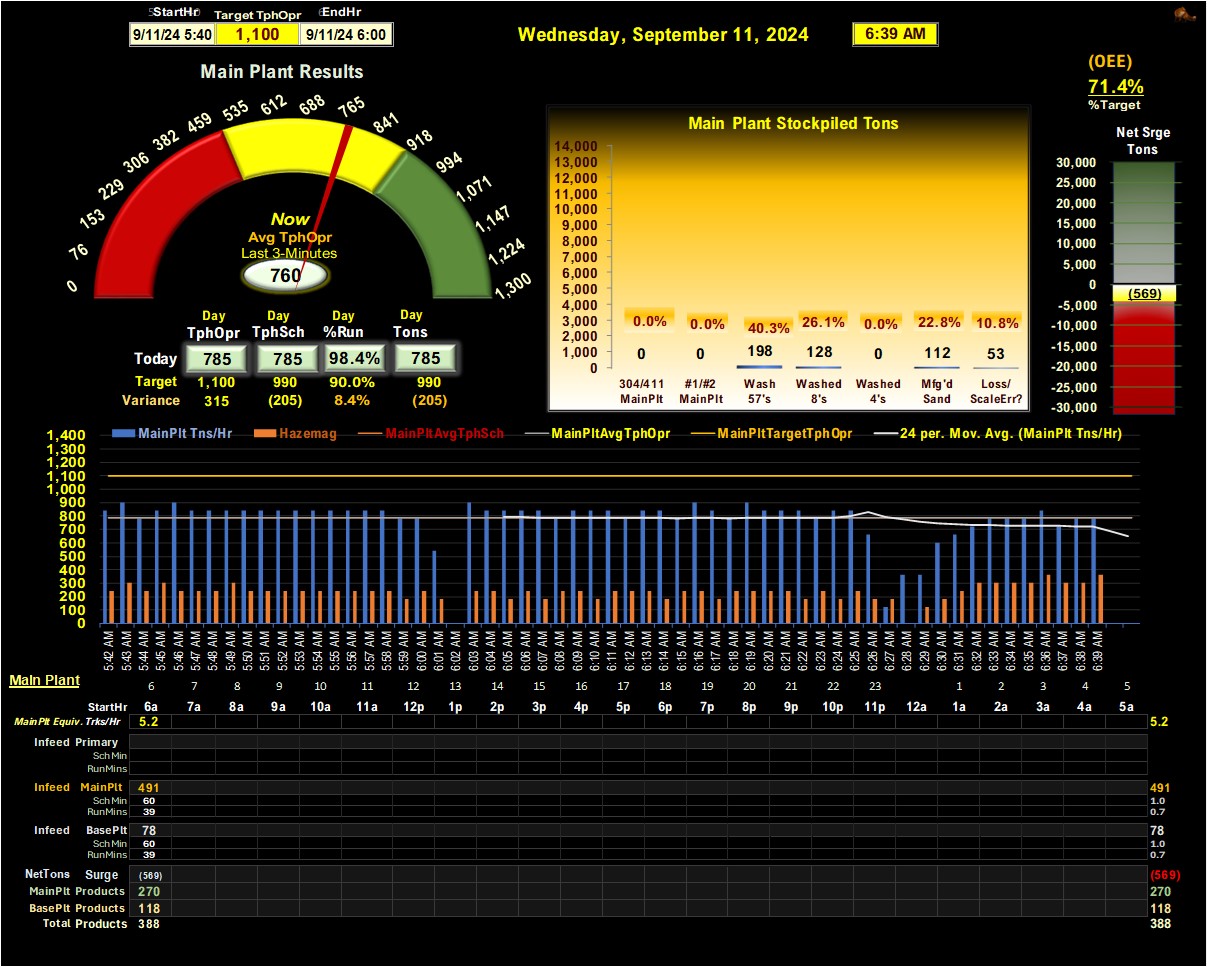 StartHr Target TphOpr EndHr
9/11/24 5:40 1,100 9/11/24 6:00
Wednesday, September 11, 2024 6:39 AM
(OEE)
71.4%
%Target
Main Plant Results
0 76 153 229 306 382 459 535 612 688 765 841 918 994 1,071 1,147 1,224 1,300
Now
Avg TphOpr
Last 3-Minutes
760
Day Day Day Day
TphOpr TphSch %Run Tons
Today 785 785 98.4% 785
Target 1,100 990 90.0% 990
Variance 315 (205) 8.4% (205)
Main Plant Stockpiled Tons
14,000
13,000
12,000
11,000
10,000
9,000
8,000
7,000
6,000
5,000
4,000
3,000
2,000
1,000
0
0.0% 0.0% 40.3% 26.1% 0.0% 22.8% 10.8%
0 0 198 128 0 112 53
304/411 #1/#2 Wash Washed Washed Mfg'd Loss/
MainPlt MainPlt 57's 8's 4's Sand ScaleErr?
Net Srge
Tons
30,000
25,000
20,000
15,000
10,000
5,000
0
(569)
-5,000
-10,000
-15,000
-20,000
-25,000
-30,000
MainPlt Tns/Hr Hazemag MainPltAvgTphSch MainPltAvgTphOpr MainPltTargetTphOpr 24 per. Mov. Avg. (MainPlt Tns/Hr)
1,400
1,300
1,200
1,100
1,000
900
800
700
600
500
400
300
200
100
0
5:42 AM 5:43 AM 5:44 AM 5:45 AM 5:46 AM 5:47 AM 5:48 AM 5:49 AM 5:50 AM 5:51 AM 5:52 AM 5:53 AM 5:54 AM 5:55 AM 5:56 AM 5:57 AM 5:58 AM 5:59 AM 6:00 AM 6:01 AM 6:02 AM 6:03 AM 6:04 AM 6:05 AM 6:06 AM 6:07 AM 6:08 AM 6:09 AM 6:10 AM 6:11 AM 6:12 AM 6:13 AM 6:14 AM 6:15 AM 6:16 AM 6:17 AM 6:18 AM 6:19 AM 6:20 AM 6:21 AM 6:22 AM 6:23 AM 6:24 AM 6:25 AM 6:26 AM 6:27 AM 6:28 AM 6:29 AM 6:30 AM 6:31 AM 6:32 AM 6:33 AM 6:34 AM 6:35 AM 6:36 AM 6:37 AM 6:38 AM 6:39 AM
Main Plant
6 7 8 9 10 11 12 13 14 15 16 17 18 19 20 21 22 23 1 2 3 4 5
StartHr 6a 7a 8a 9a 10a 11a 12p 1p 2p 3p 4p 5p 6p 7p 8p 9p 10p 11p 12a 1a 2a 3a 4a 5a
MainPlt Equiv. Trks/Hr 5.2 5.2
Infeed Primary
Sch Min
RunMins
Infeed MainPlt 491 491
Sch Min 60 1.0
RunMins 39 0.7
Infeed BasePlt 78 78
Sch Min 60 1.0
RunMins 39 0.7
NetTons Surge (569) (569)
MainPlt Products 270 270
BasePlt Products 118 118
Total Products 388 388